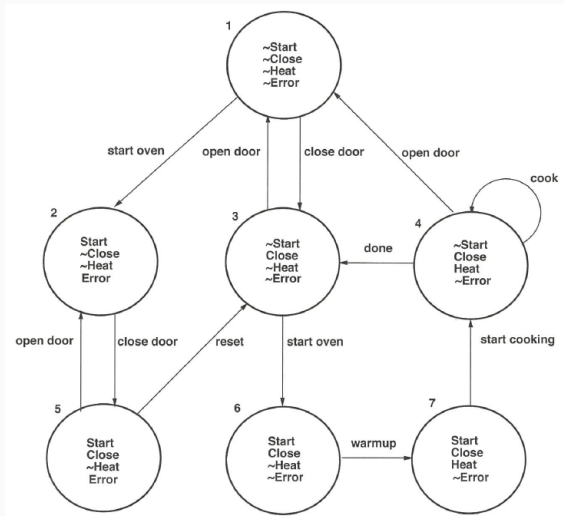 1
~Start
~Close
~Heat
~Error
start oven
open door
close door
open door
cook
2
Start
~Close
~Heat
Error
3
~Start
Close
~Heat
~Error
done
4
~Start
Close
Heat
~Error
open door
close door
reset
start oven
start cooking
5
Start
Close
~Heat
Error
6
Start
Close
~Heat
~Error
warmup
7
Start
Close
Heat
~Error